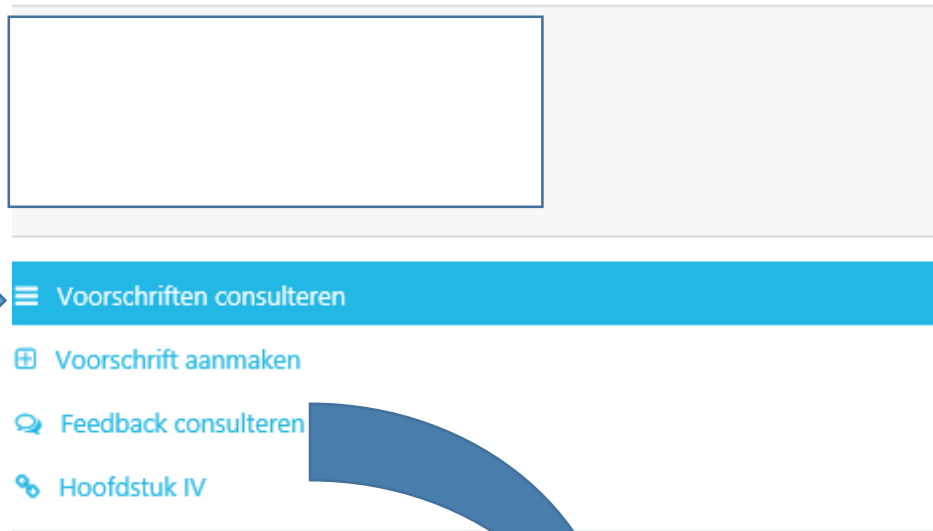 Voorschriften consulteren
Voorschrift aanmaken
Feedback consulteren
Hoofdstuk IV